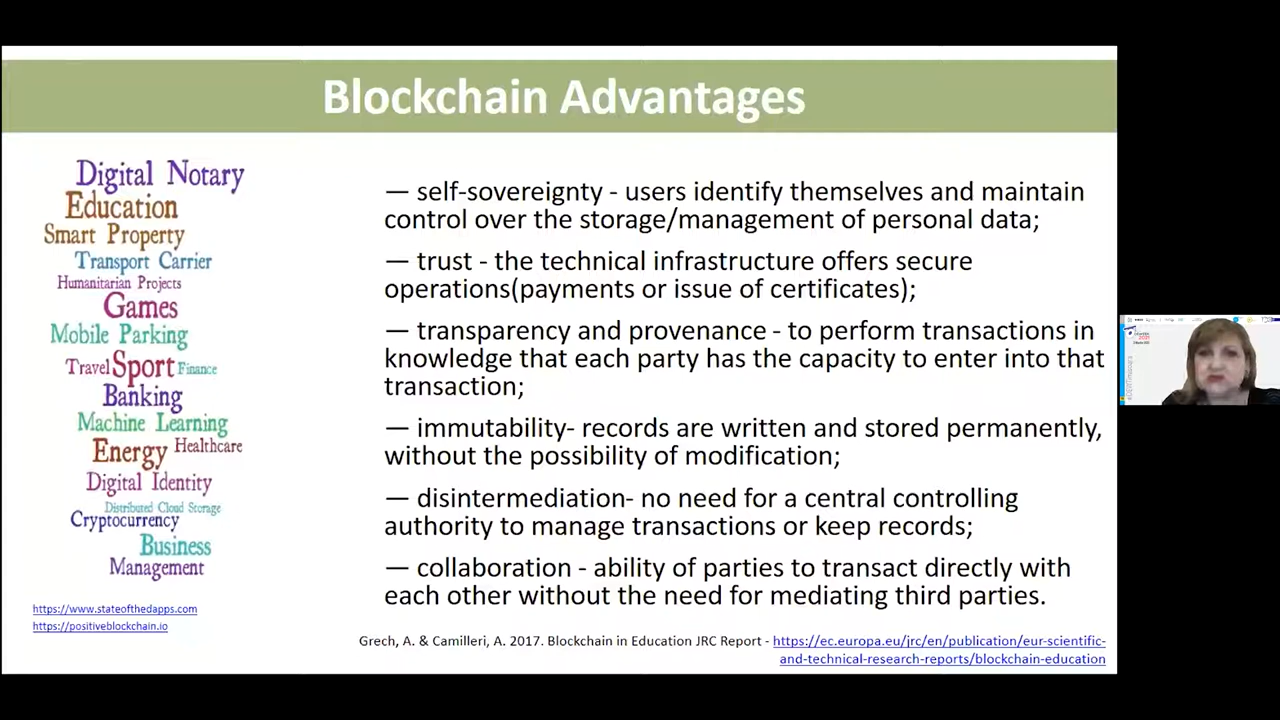 Blockchain Advantages
Digital Notary
Education
Smart Property
Transport Carrier
Humanitarian Projects
Games
Mobile Parking
Travel Sport Finance
Banking
Machine Learning
Energy Healthcare
Digital Identity
Distributed Cloud Storage
Cryptocurrency
Business
Management
https://www.stateofthedapps.com
https://positiveblockchain.io
— self-sovereignty - users identify themselves and maintain
control over the storage/management of personal data;
— trust - the technical infrastructure offers secure
operations(payments or issue of certificates);
— transparency and provenance - to perform transactions in
knowledge that each party has the capacity to enter into that
transaction;
— immutability- records are written and stored permanently,
without the possibility of modification;
— disintermediation- no need for a central controlling
authority to manage transactions or keep records;
— collaboration - ability of parties to transact directly with
each other without the need for mediating third parties.
Grech, A. & Camilleri, A. 2017. Blockchain in Education JRC Report - https://ec.europa.eu/jrc/en/publication/eur-scientific-
and-technical-research-reports/blockchain-education